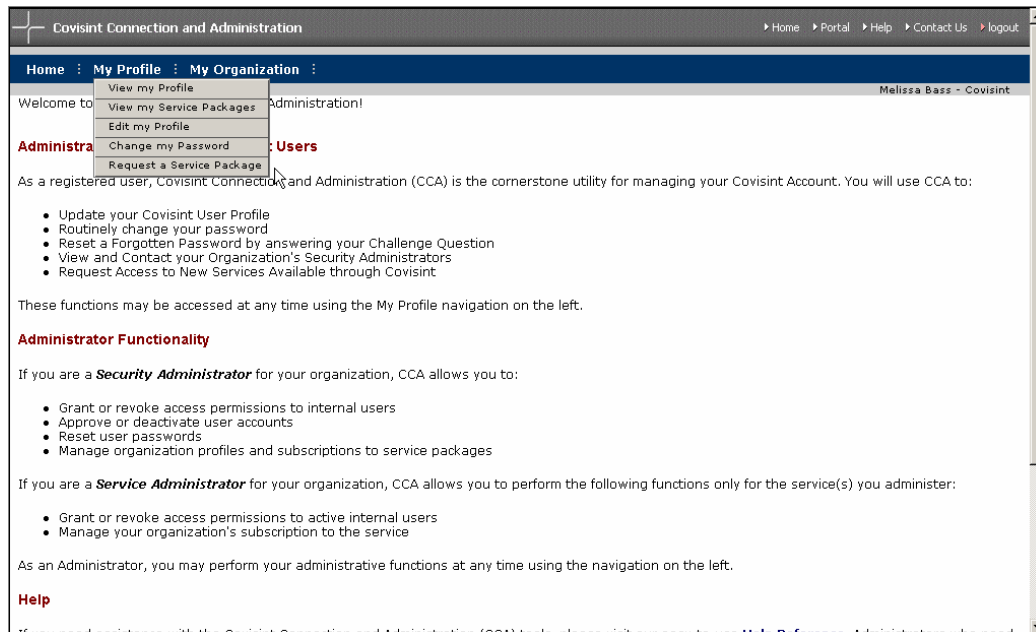 Covisint Connection and Administration
Home Portal Help Contact Us logout
Home My Profile My Organization
Melissa Bass - Covisint
View my Profile
View my Service Packages
Edit my Profile
Change my Password
Request a Service Package
Welcome to Administration!
Administra Users
As a registered user, Covisint Connection and Administration (CCA) is the cornerstone utility for managing your Covisint Account. You will use CCA to:
• Update your Covisint User Profile
• Routinely change your password
• Reset a Forgotten Password by answering your Challenge Question
• View and Contact your Organization's Security Administrators
• Request Access to New Services Available through Covisint
These functions may be accessed at any time using the My Profile navigation on the left.
Administrator Functionality
If you are a Security Administrator for your organization, CCA allows you to:
• Grant or revoke access permissions to internal users
• Approve or deactivate user accounts
• Reset user passwords
• Manage organization profiles and subscriptions to service packages
If you are a Service Administrator for your organization, CCA allows you to perform the following functions only for the service(s) you administer:
• Grant or revoke access permissions to active internal users
• Manage your organization's subscription to the service
As an Administrator, you may perform your administrative functions at any time using the navigation on the left.
Help